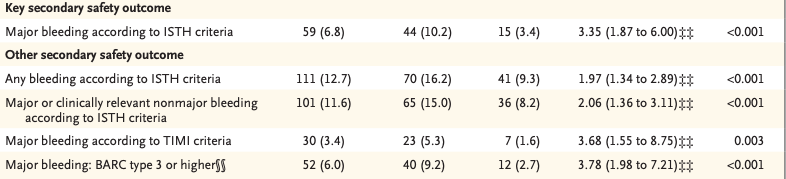 Key secondary safety outcome
Major bleeding according to ISTH criteria 59 (6.8) 44 (10.2) 15 (3.4) 3.35 (1.87 to 6.00)‡‡ <0.001
Other secondary safety outcome
Any bleeding according to ISTH criteria 111 (12.7) 70 (16.2) 41 (9.3) 1.97 (1.34 to 2.89)‡‡ <0.001
Major or clinically relevant nonmajor bleeding 101 (11.6) 65 (15.0) 36 (8.2) 2.06 (1.36 to 3.11)‡‡ <0.001
according to ISTH criteria
Major bleeding according to TIMI criteria 30 (3.4) 23 (5.3) 7 (1.6) 3.68 (1.55 to 8.75)‡‡ 0.003
Major bleeding: BARC type 3 or higher§§ 52 (6.0) 40 (9.2) 12 (2.7) 3.78 (1.98 to 7.21)‡‡ <0.001